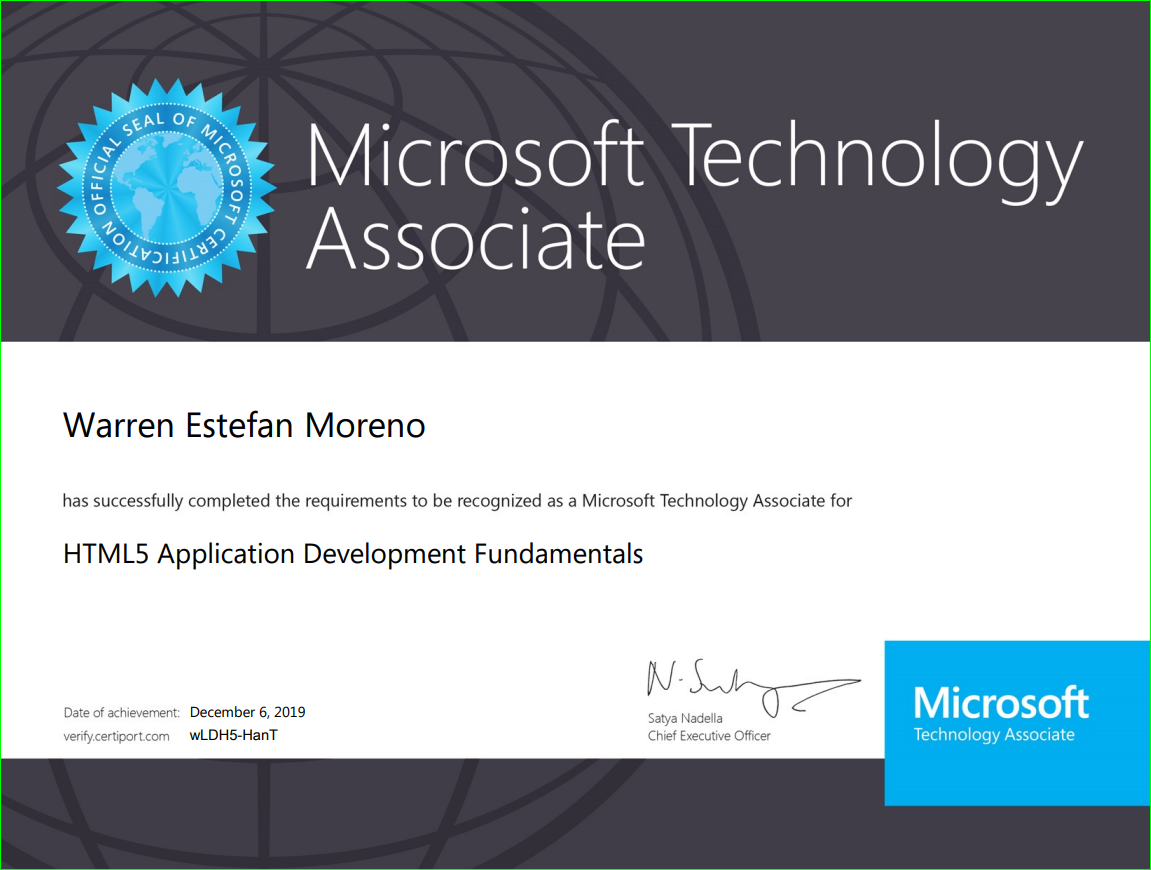 OFFICIAL SEAL OF MICROSOFT CERTIFICATION
Microsoft Technology
Associate
Warren Estefan Moreno
has successfully completed the requirements to be recognized as a Microsoft Technology Associate for
HTML5 Application Development Fundamentals
Date of achievement: December 6, 2019
verify.certiport.com wLDH5-HanT
Satya Nadella
Chief Executive Officer
Microsoft
Technology Associate